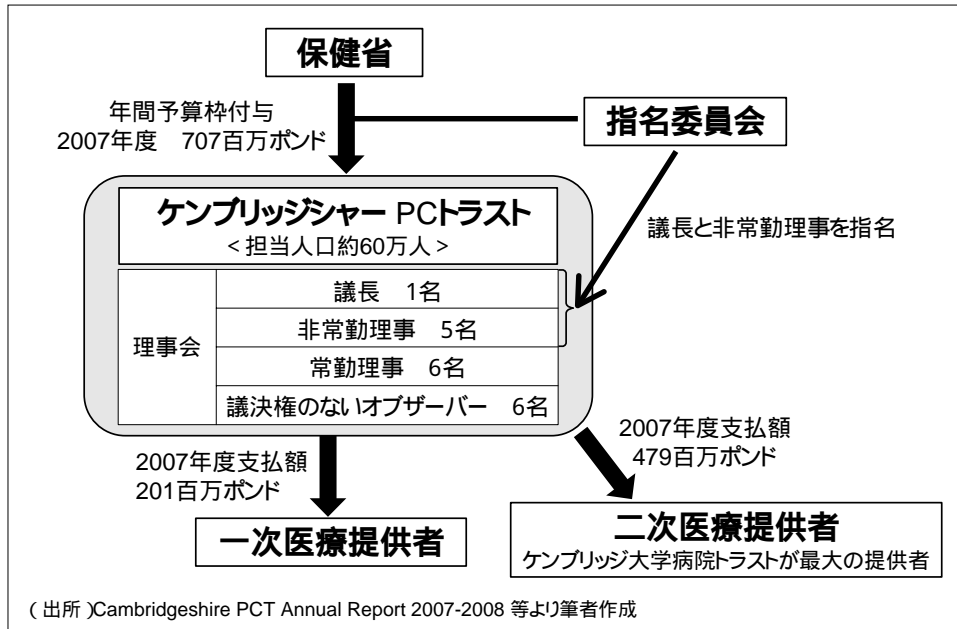 保健省
年間予算枠付与
2007年度　707百万ポンド
指名委員会
ケンブリッジシャー PCトラスト
＜担当人口約60万人＞
議長と非常勤理事を指名
理事会
議長　1名
非常勤理事　5名
常勤理事　6名
議決権のないオブザーバー　6名
2007年度支払額
201百万ポンド
2007年度支払額
479百万ポンド
一次医療提供者
二次医療提供者
ケンブリッジ大学病院トラストが最大の提供者
（出所）Cambridgeshire PCT Annual Report 2007-2008 等より筆者作成